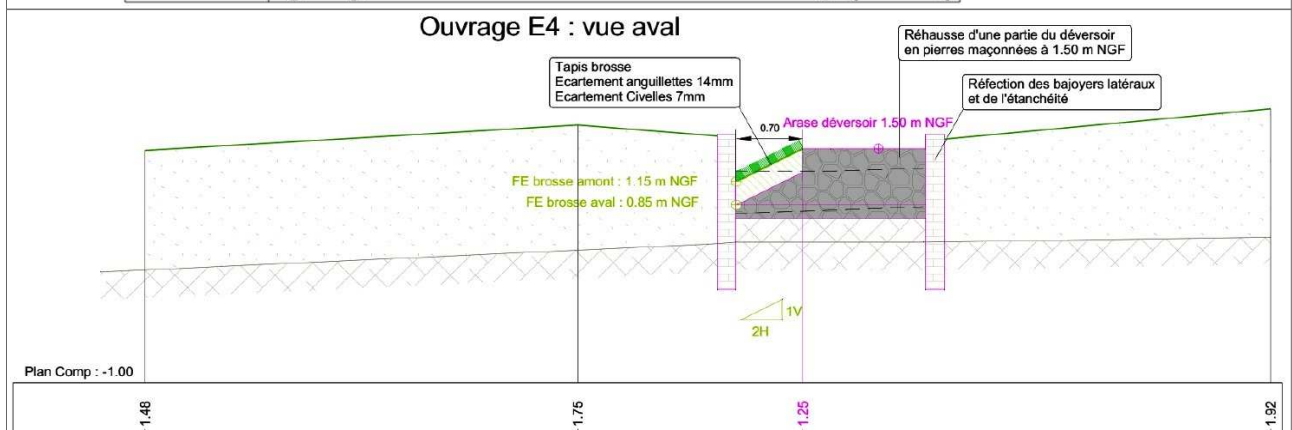 Ouvrage E4 : vue aval
Réhausse d'une partie du déversoir
en pierres maçonnées à 1.50 m NGF
Tapis brosse
Ecartement anguillettes 14mm
Ecartement Civelles 7mm
Réfection des bajoyers latéraux
et de l'étanchéité
0.70
Arase déversoir 1.50 m NGF
FE brosse amont : 1.15 m NGF
FE brosse aval : 0.85 m NGF
1V
2H
Plan Comp : -1.00
1.48
1.75
1.25
1.92